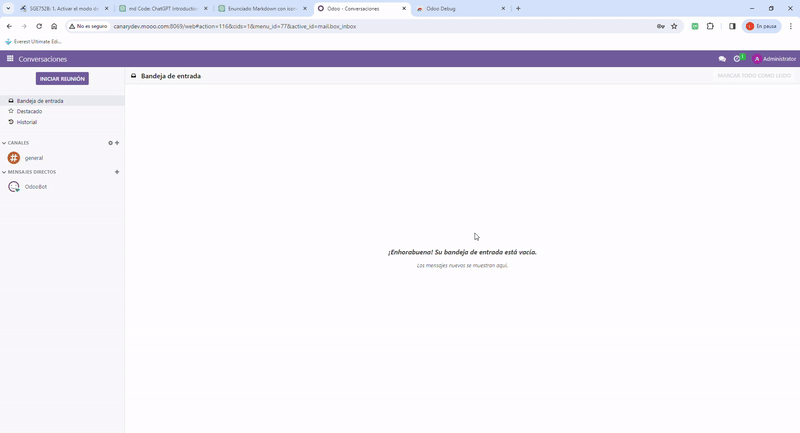 SGE732B: 1. Activar el modo de
md Code: ChatGPT Introduction
Enunciado Markdown con icon
Odoo - Conversaciones
Odoo Debug
No es seguro
canarydev.mooo.com:8069/web#action=116&cids=1&menu_id=77&active_id=mail.box_inbox
En pausa
Everest Ultimate Edi...
Conversaciones
1
A
Administrator
INICIAR REUNIÓN
Bandeja de entrada
MARCAR TODO COMO LEÍDO
Bandeja de entrada
Destacado
Historial
CANALES
general
MENSAJES DIRECTOS
OdooBot
¡Enhorabuena! Su bandeja de entrada está vacía.
Los mensajes nuevos se muestran aquí.